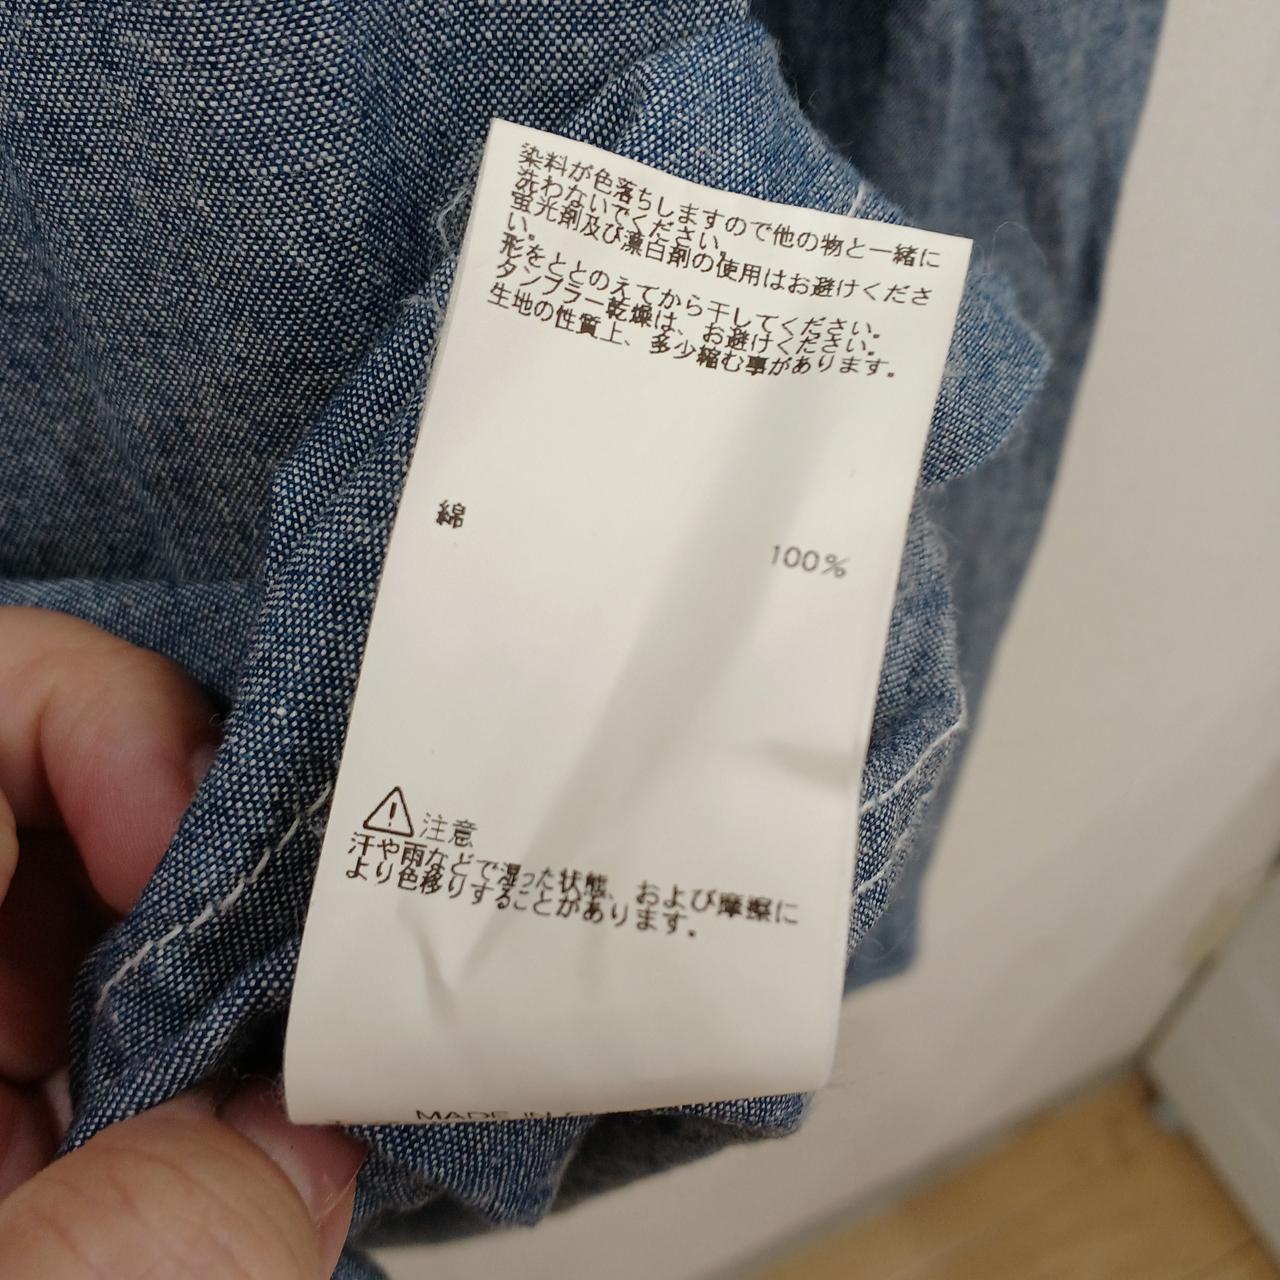 染料が色落ちしますので他の物と一緒に
洗わないでください。
蛍光剤及び漂白剤の使用はお避けくださ
い。
形をととのえてから干してください。
タンブラー乾燥は、お避けください。
生地の性質上、多少縮む事があります。
綿 100%
注意
汗や雨などで湿った状態、および摩擦に
より色移りすることがあります。
MADE IN